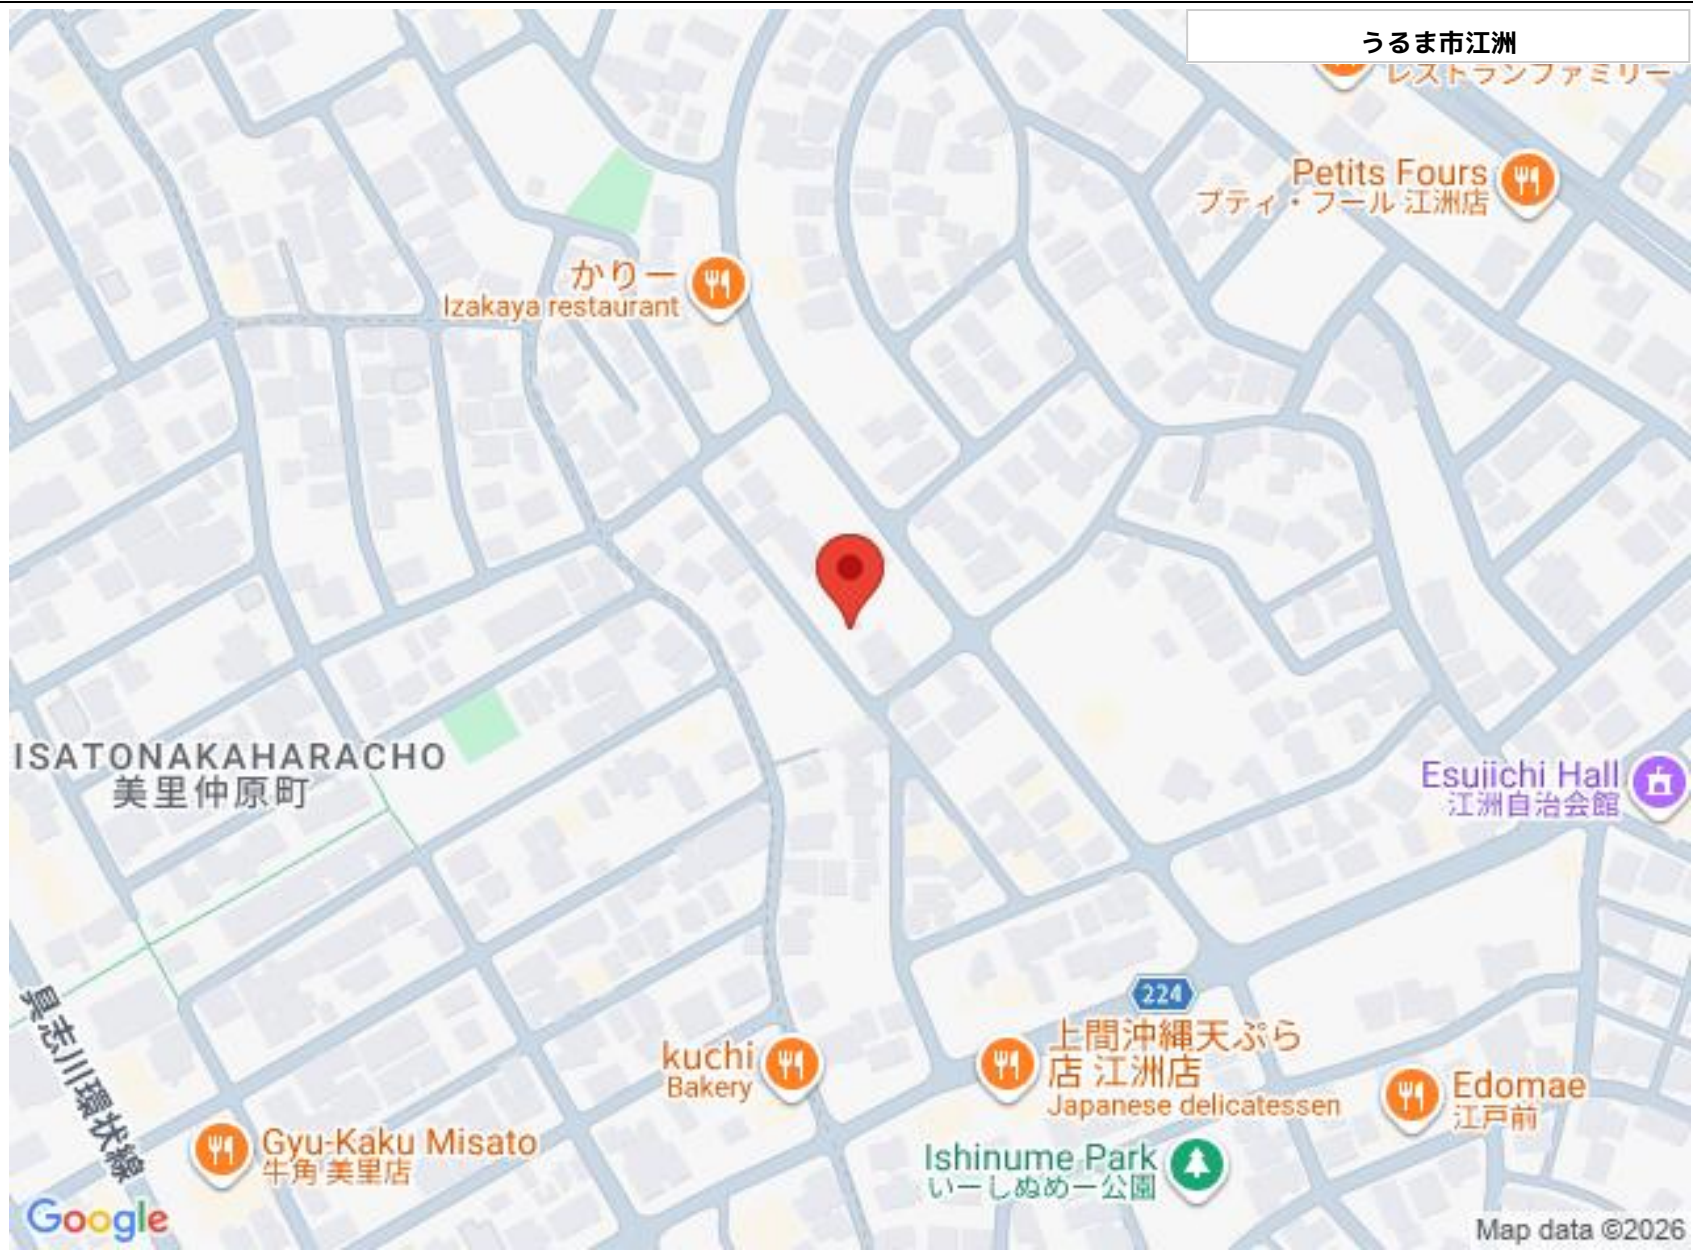 うるま市江洲
レストランファミリー
Petits Fours
プティ・フール 江洲店
かりー
Izakaya restaurant
ISATONAKAHARACHO
美里仲原町
Esujichi Hall
江洲自治会館
具志川環状線
224
上間沖縄天ぷら
店 江洲店
Japanese delicatessen
kuchi
Bakery
Edomae
江戸前
Gyu-Kaku Misato
牛角 美里店
Ishinume Park
いーしぬめー公園
Google
Map data ©2026